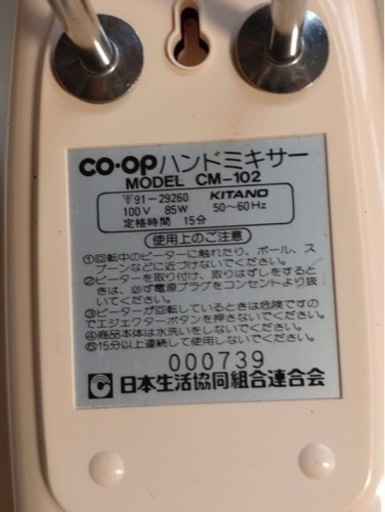 CO·OPハンドミキサー
MODEL CM-102
91-29260 KITANO
100V 85W 50~60Hz
定格時間 15分
使用上のご注意
①回転中のビーターに触れたり、ボール、ス
プーンなどに近づけないでください。
②ビーターを取り付け、取りはずしをすると
きは、必ず電源プラグをコンセントより抜
いてください。
③ビーターが回転しているときは危険ですの
でエジェクターボタンを押さないでください。
④商品本体は水洗いをしないでください。
⑤15分以上連続して使用しないでください。
000739
日本生活協同組合連合会